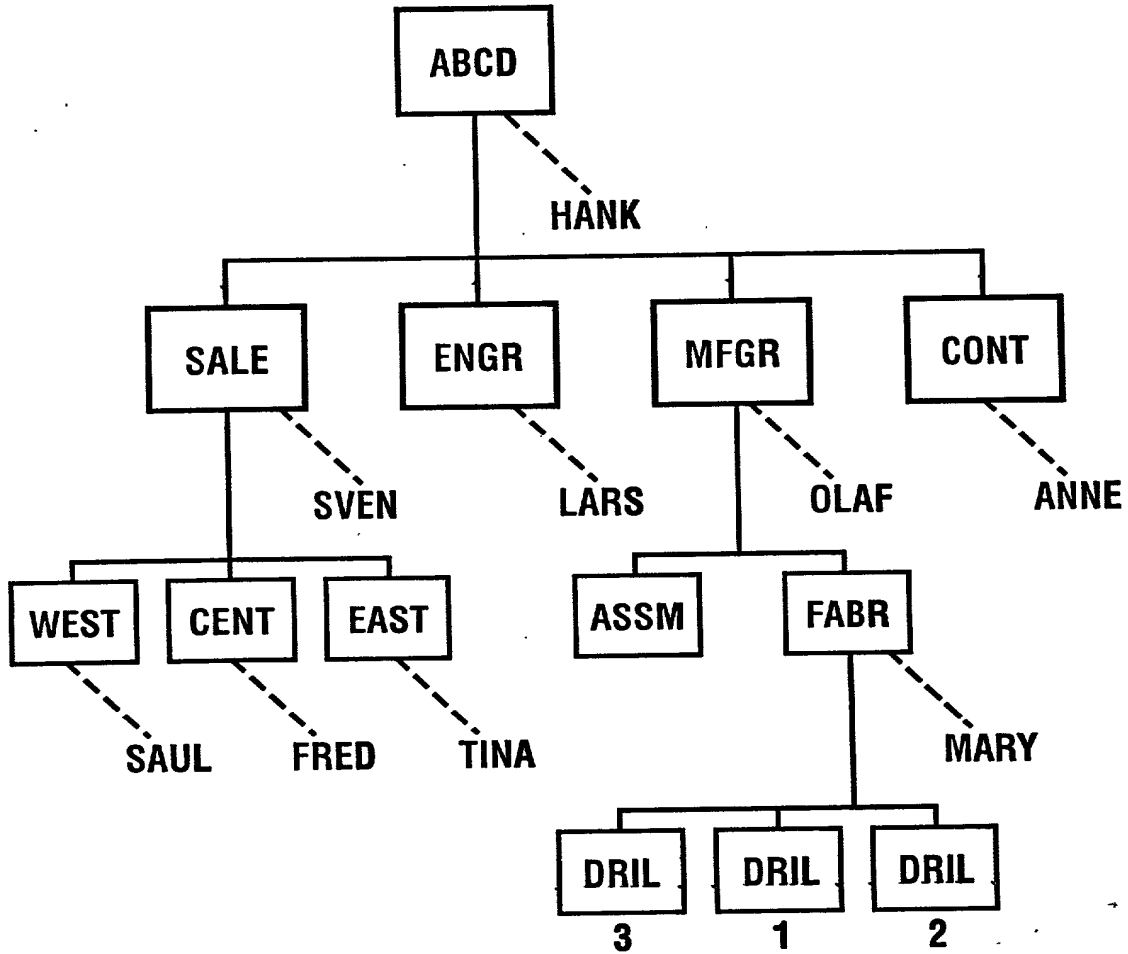 ABCD
HANK
SALE ENGR MFGR CONT
SVEN LARS OLAF ANNE
WEST CENT EAST ASSM FABR
SAUL FRED TINA MARY
DRIL DRIL DRIL
3 1 2